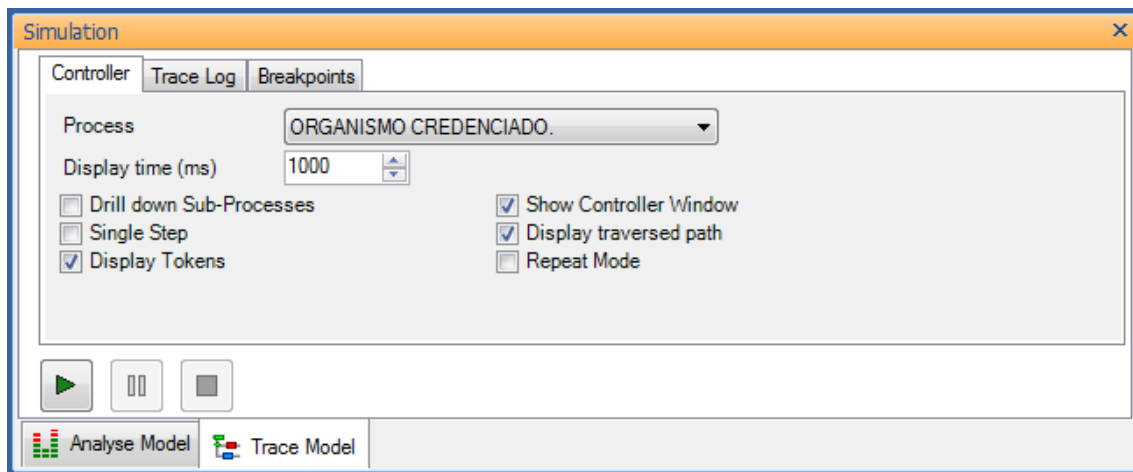 Simulation
Controller Trace Log Breakpoints
Process ORGANISMO CREDENCIADO.
Display time (ms) 1000
Drill down Sub-Processes Show Controller Window
Single Step Display traversed path
Display Tokens Repeat Mode
Analyse Model Trace Model